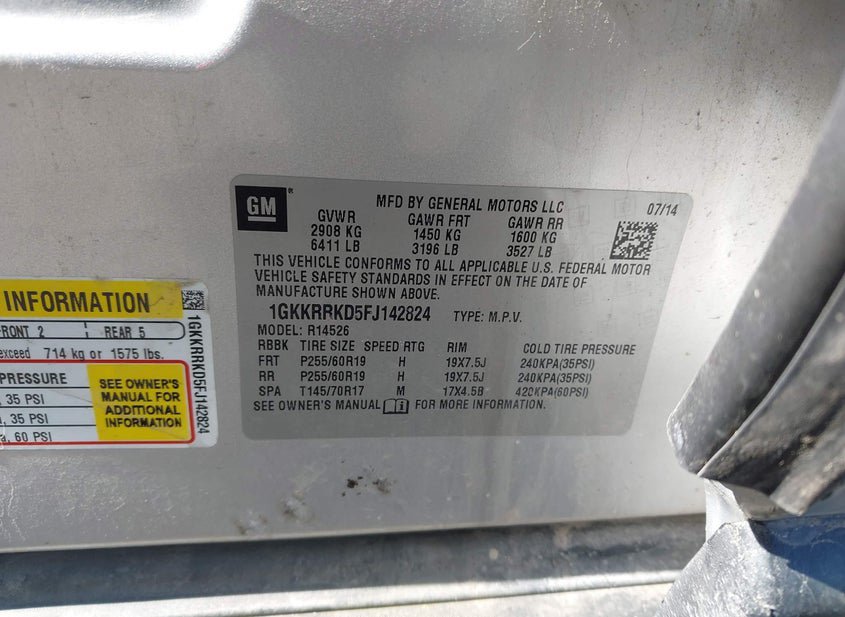 GM
®
MFD BY GENERAL MOTORS LLC
07/14
GVWR GAWR FRT GAWR RR
2908 KG 1450 KG 1600 KG
6411 LB 3196 LB 3527 LB
THIS VEHICLE CONFORMS TO ALL APPLICABLE U.S. FEDERAL MOTOR
VEHICLE SAFETY STANDARDS IN EFFECT ON THE DATE OF
MANUFACTURE SHOWN ABOVE.
1GKKRRKD5FJ142824 TYPE: M.P.V.
MODEL: R14526
RBBK TIRE SIZE SPEED RTG RIM COLD TIRE PRESSURE
FRT P255/60R19 H 19X7.5J 240KPA(35PSI)
RR P255/60R19 H 19X7.5J 240KPA(35PSI)
SPA T145/70R17 M 17X4.5B 420KPA(60PSI)
SEE OWNER'S MANUAL i FOR MORE INFORMATION.
INFORMATION
FRONT 2 REAR 5
exceed 714 kg or 1575 lbs.
PRESSURE
, 35 PSI
, 35 PSI
a, 60 PSI
SEE OWNER'S
MANUAL FOR
ADDITIONAL
INFORMATION
1GKKRRKD5FJ142824